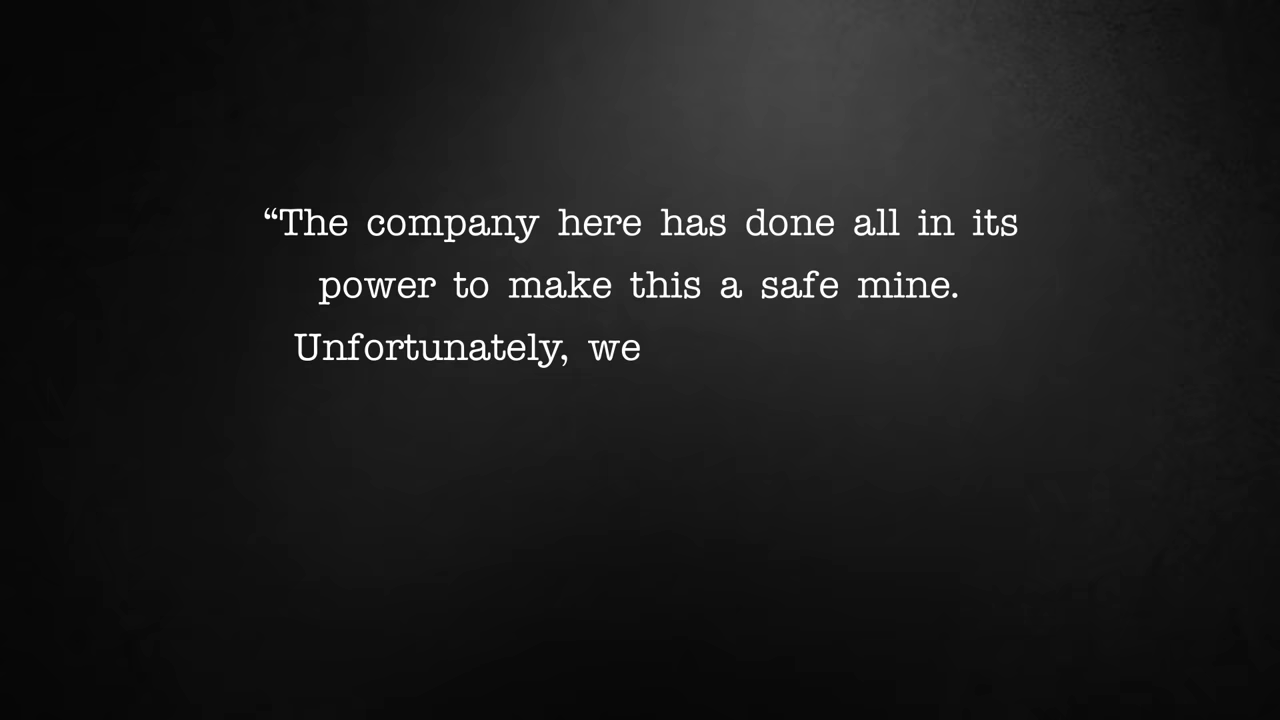 “The company here has done all in its
power to make this a safe mine.
Unfortunately, we